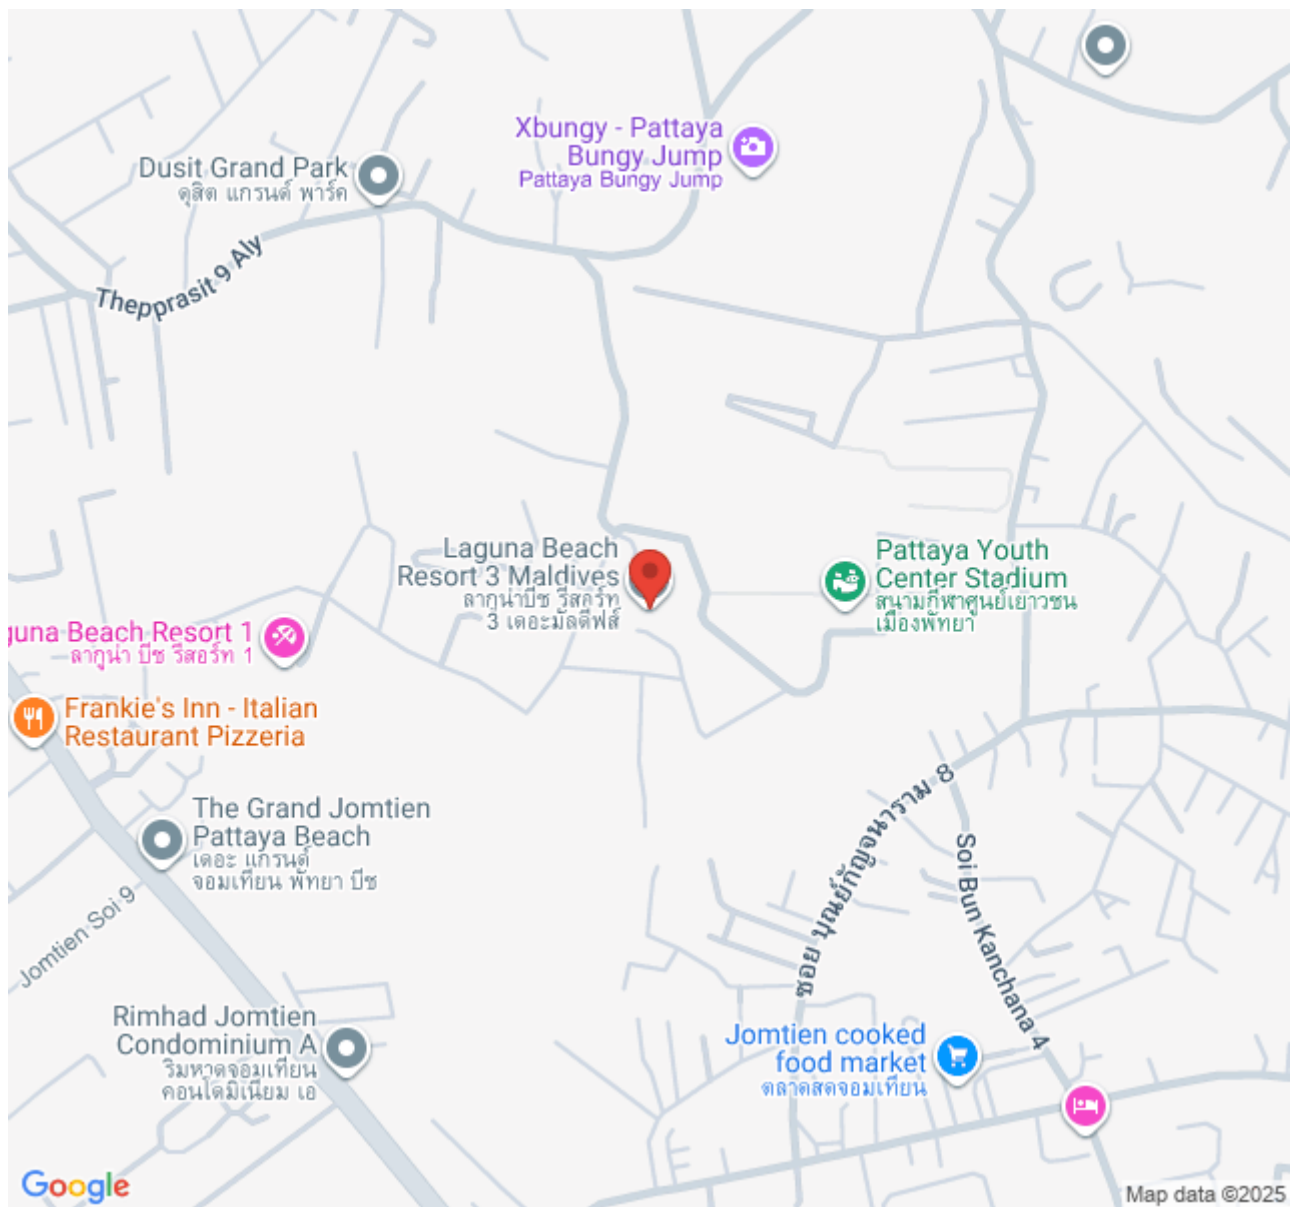 Xbungy - Pattaya
Bungy Jump
Pattaya Bungy Jump
Dusit Grand Park
ดุสิต แกรนด์ พาร์ค
Thepprasit 9 Aly
Laguna Beach
Resort 3 Maldives
ลากูน่าบีช รีสอร์ท
3 เดอะมัลดีฟส์
Pattaya Youth
Center Stadium
สนามกีฬาศูนย์เยาวชน
เมืองพัทยา
guna Beach Resort 1
ลากูน่า บีช รีสอร์ท 1
Frankie's Inn - Italian
Restaurant Pizzeria
The Grand Jomtien
Pattaya Beach
เดอะ แกรนด์
จอมเทียน พัทยา บีช
ซอย บุณย์กัญจนาราม 8
Soi Bun Kanchana 4
Jomtien Soi 9
Rimhad Jomtien
Condominium A
ริมหาดจอมเทียน
คอนโดมิเนียม เอ
Jomtien cooked
food market
ตลาดสดจอมเทียน
Google
Map data ©2025